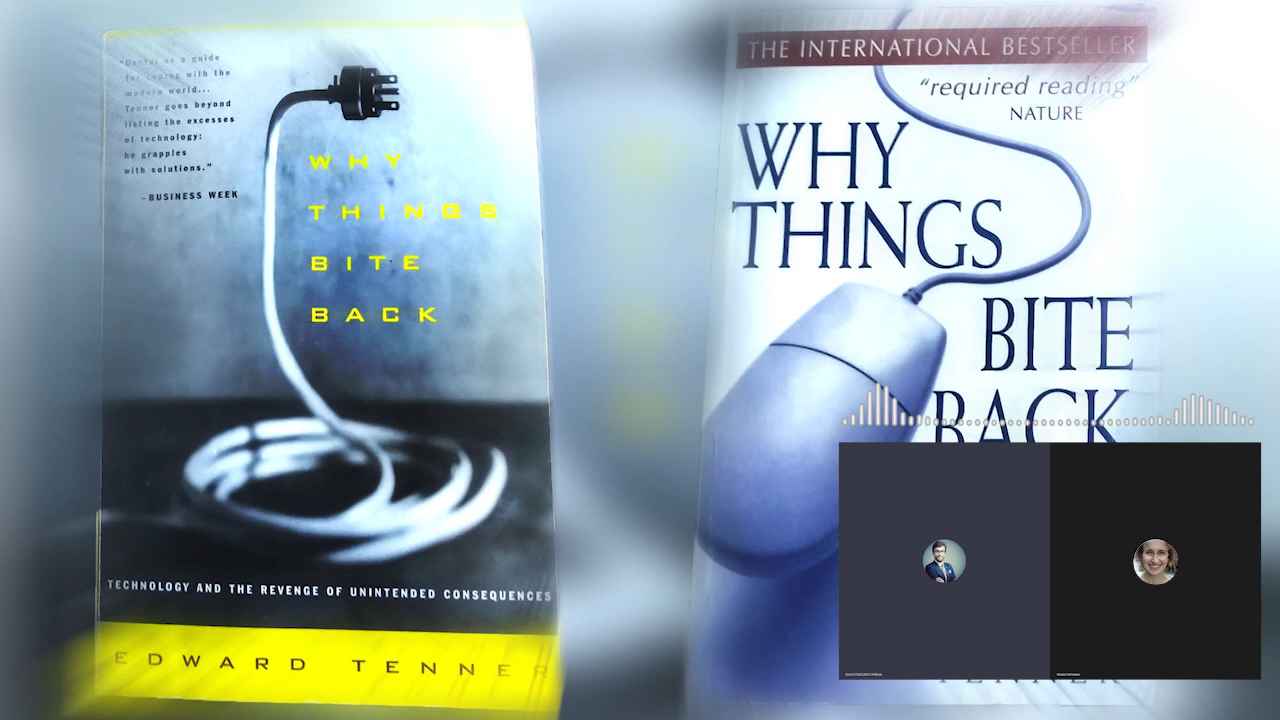 "Useful as a guide
for coping with the
modern world...
Tenner goes beyond
listing the excesses
of technology:
he grapples
with solutions."
–BUSINESS WEEK
WHY
THINGS
BITE
BACK
TECHNOLOGY AND THE REVENGE OF UNINTENDED CONSEQUENCES
EDWARD TENNER
THE INTERNATIONAL BESTSELLER
"required reading"
NATURE
WHY
THINGS
BITE
BACK
TENNER